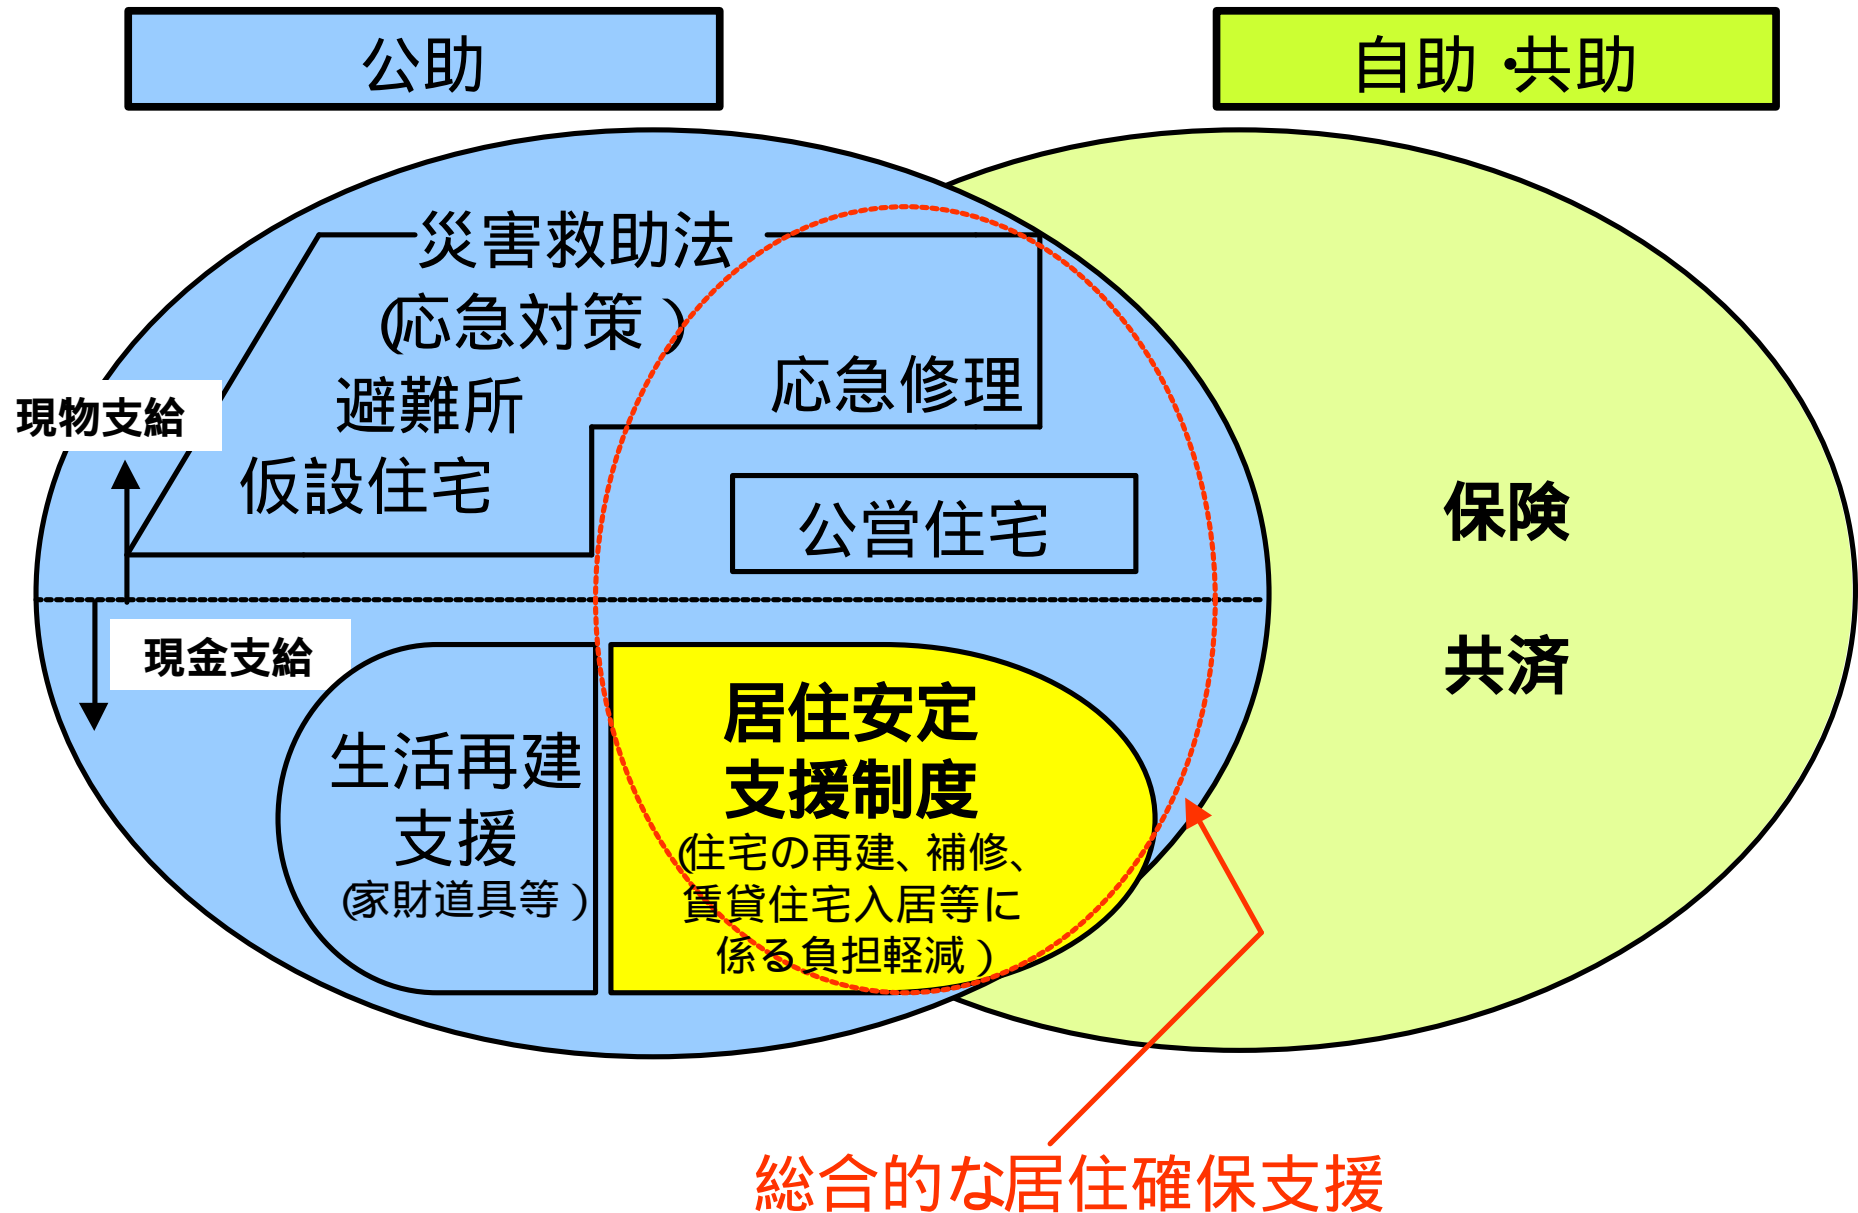 公助
自助・共助
災害救助法
(応急対策)
避難所
仮設住宅
応急修理
現物支給
公営住宅
現金支給
生活再建
支援
(家財道具等)
居住安定
支援制度
(住宅の再建、補修、
賃貸住宅入居等に
係る負担軽減)
保険
共済
総合的な居住確保支援